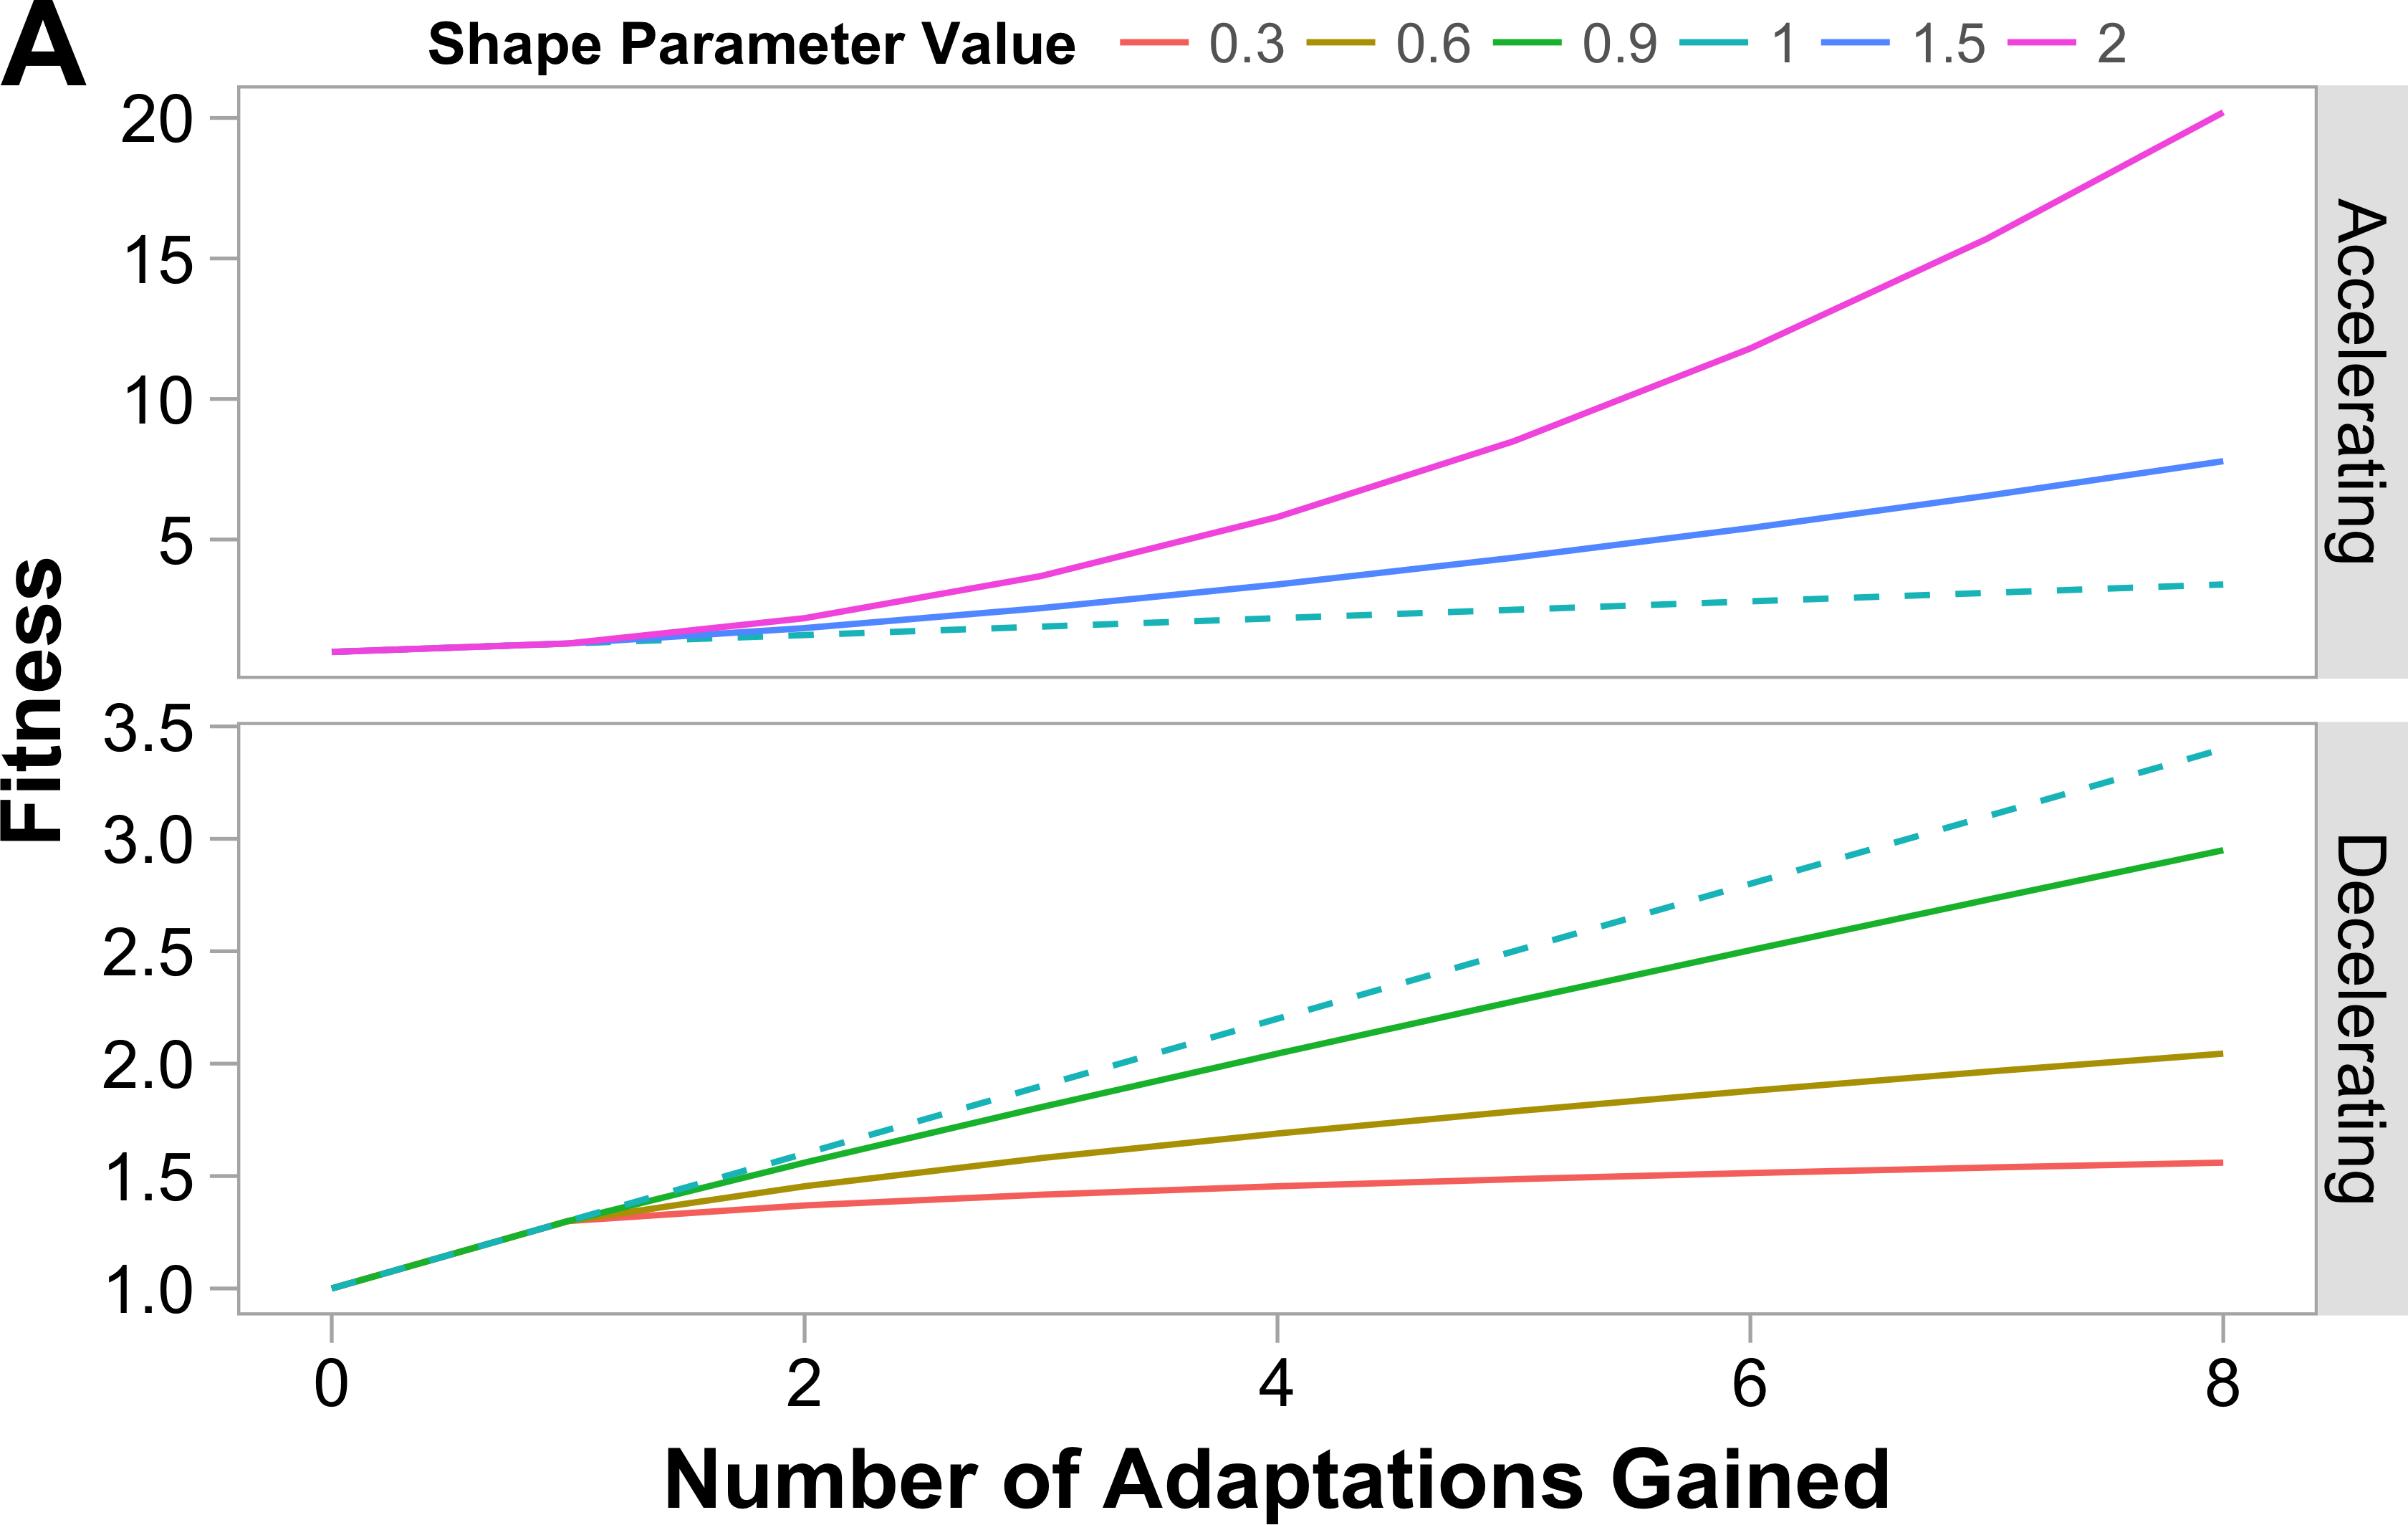 A
Shape Parameter Value 0.3 0.6 0.9 1 1.5 2
20
15
10
5
Accelerating
Fitness
3.5
3.0
2.5
2.0
1.5
1.0
Decelerating
0 2 4 6 8
Number of Adaptations Gained